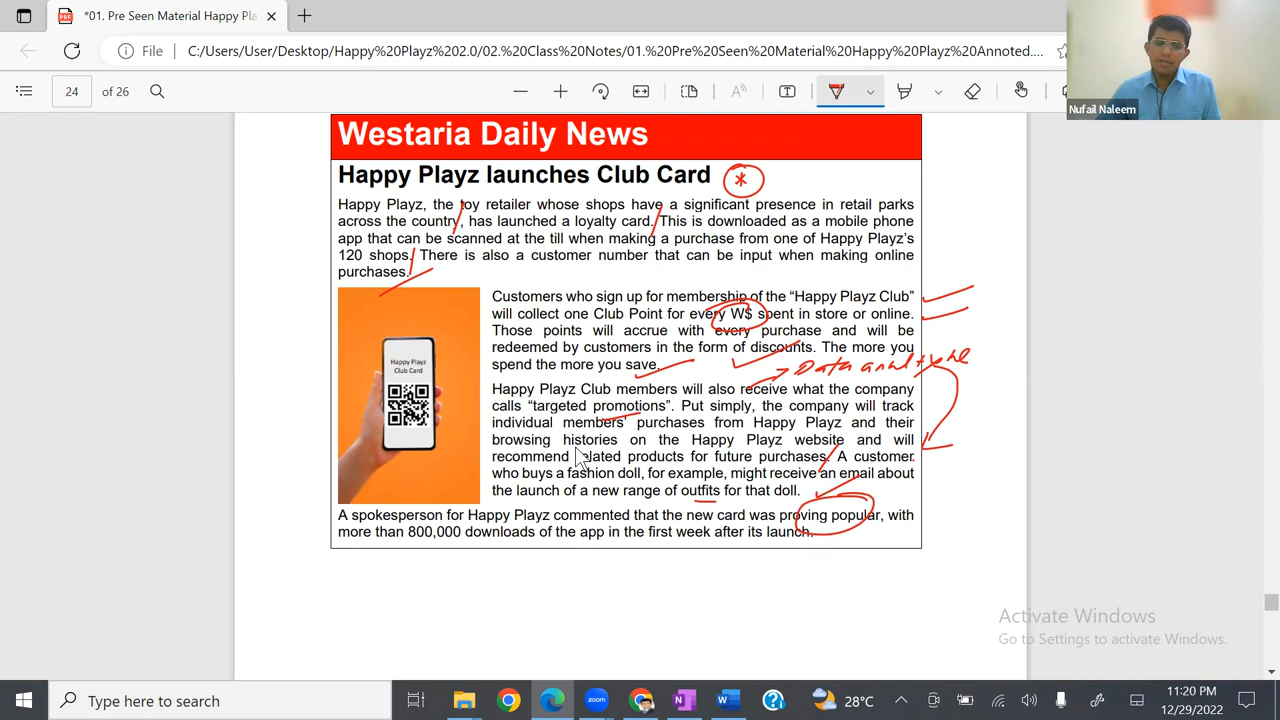 *01. Pre Seen Material Happy Pla
File
C:/Users/User/Desktop/Happy%20Playz%202.0/02.%20Class%20Notes/01.%20Pre%20Seen%20Material%20Happy%20Playz%20Annoted....
24 of 26
Nufail Naleem
Westaria Daily News
Happy Playz launches Club Card *
Happy Playz, the toy retailer whose shops have a significant presence in retail parks
across the country, has launched a loyalty card. This is downloaded as a mobile phone
app that can be scanned at the till when making a purchase from one of Happy Playz’s
120 shops. There is also a customer number that can be input when making online
purchases.
Customers who sign up for membership of the “Happy Playz Club”
will collect one Club Point for every W$ spent in store or online.
Those points will accrue with every purchase and will be
redeemed by customers in the form of discounts. The more you
spend the more you save.
Data analytics
Happy Playz Club members will also receive what the company
calls “targeted promotions”. Put simply, the company will track
individual members’ purchases from Happy Playz and their
browsing histories on the Happy Playz website and will
recommend related products for future purchases. A customer
who buys a fashion doll, for example, might receive an email about
the launch of a new range of outfits for that doll.
Happy Playz
Club Card
A spokesperson for Happy Playz commented that the new card was proving popular, with
more than 800,000 downloads of the app in the first week after its launch.
Activate Windows
Go to Settings to activate Windows.
Type here to search
28°C
11:20 PM
12/29/2022